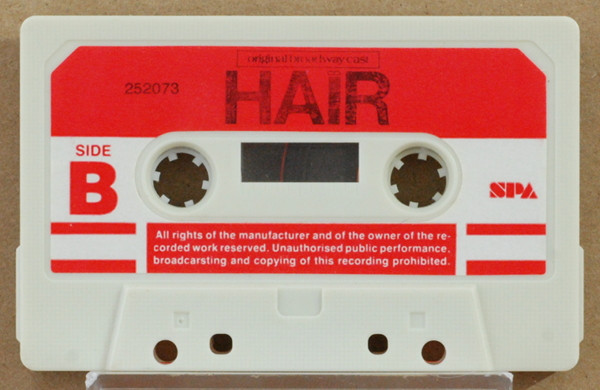 original broadway cast
252073
HAIR
SIDE
B
SPA
All rights of the manufacturer and of the owner of the re-
corded work reserved. Unauthorised public performance.
broadcarsting and copying of this recording prohibited.